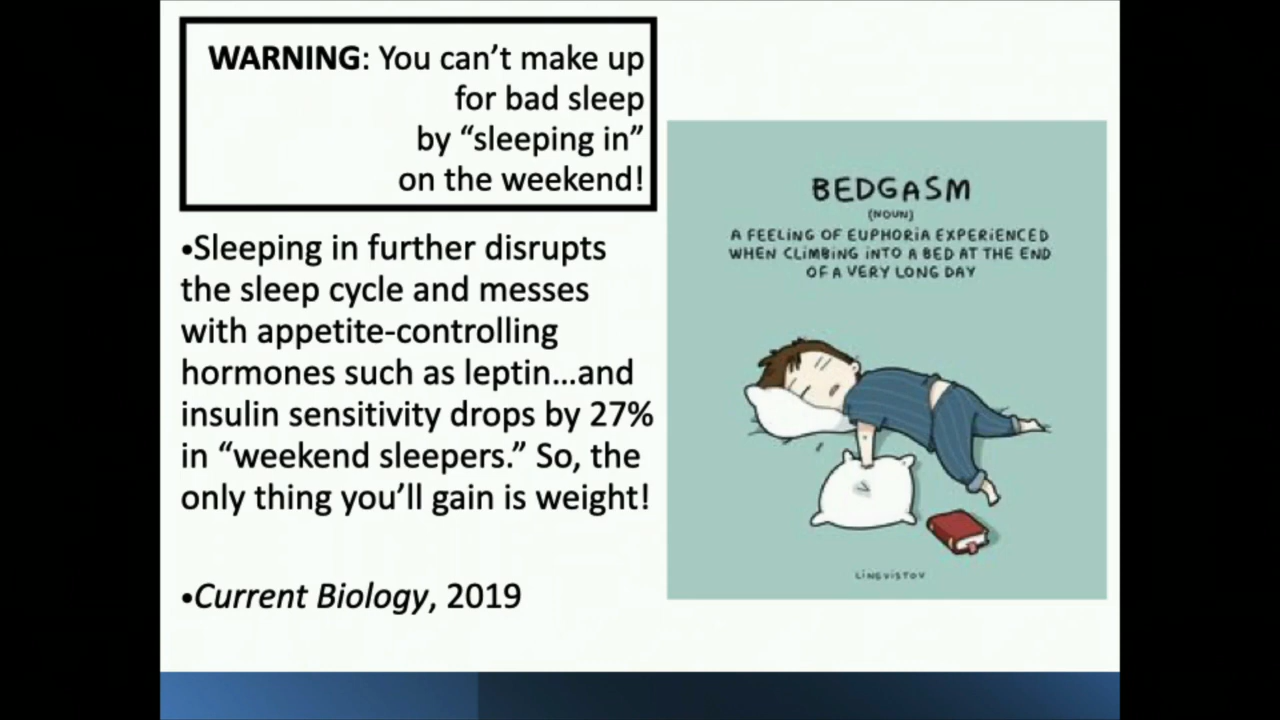 WARNING: You can’t make up
for bad sleep
by “sleeping in”
on the weekend!
•Sleeping in further disrupts
the sleep cycle and messes
with appetite-controlling
hormones such as leptin…and
insulin sensitivity drops by 27%
in “weekend sleepers.” So, the
only thing you’ll gain is weight!
•Current Biology, 2019
BEDGASM
(NOUN)
A FEELING OF EUPHORIA EXPERIENCED
WHEN CLIMBING INTO A BED AT THE END
OF A VERY LONG DAY
LINGVISTOV